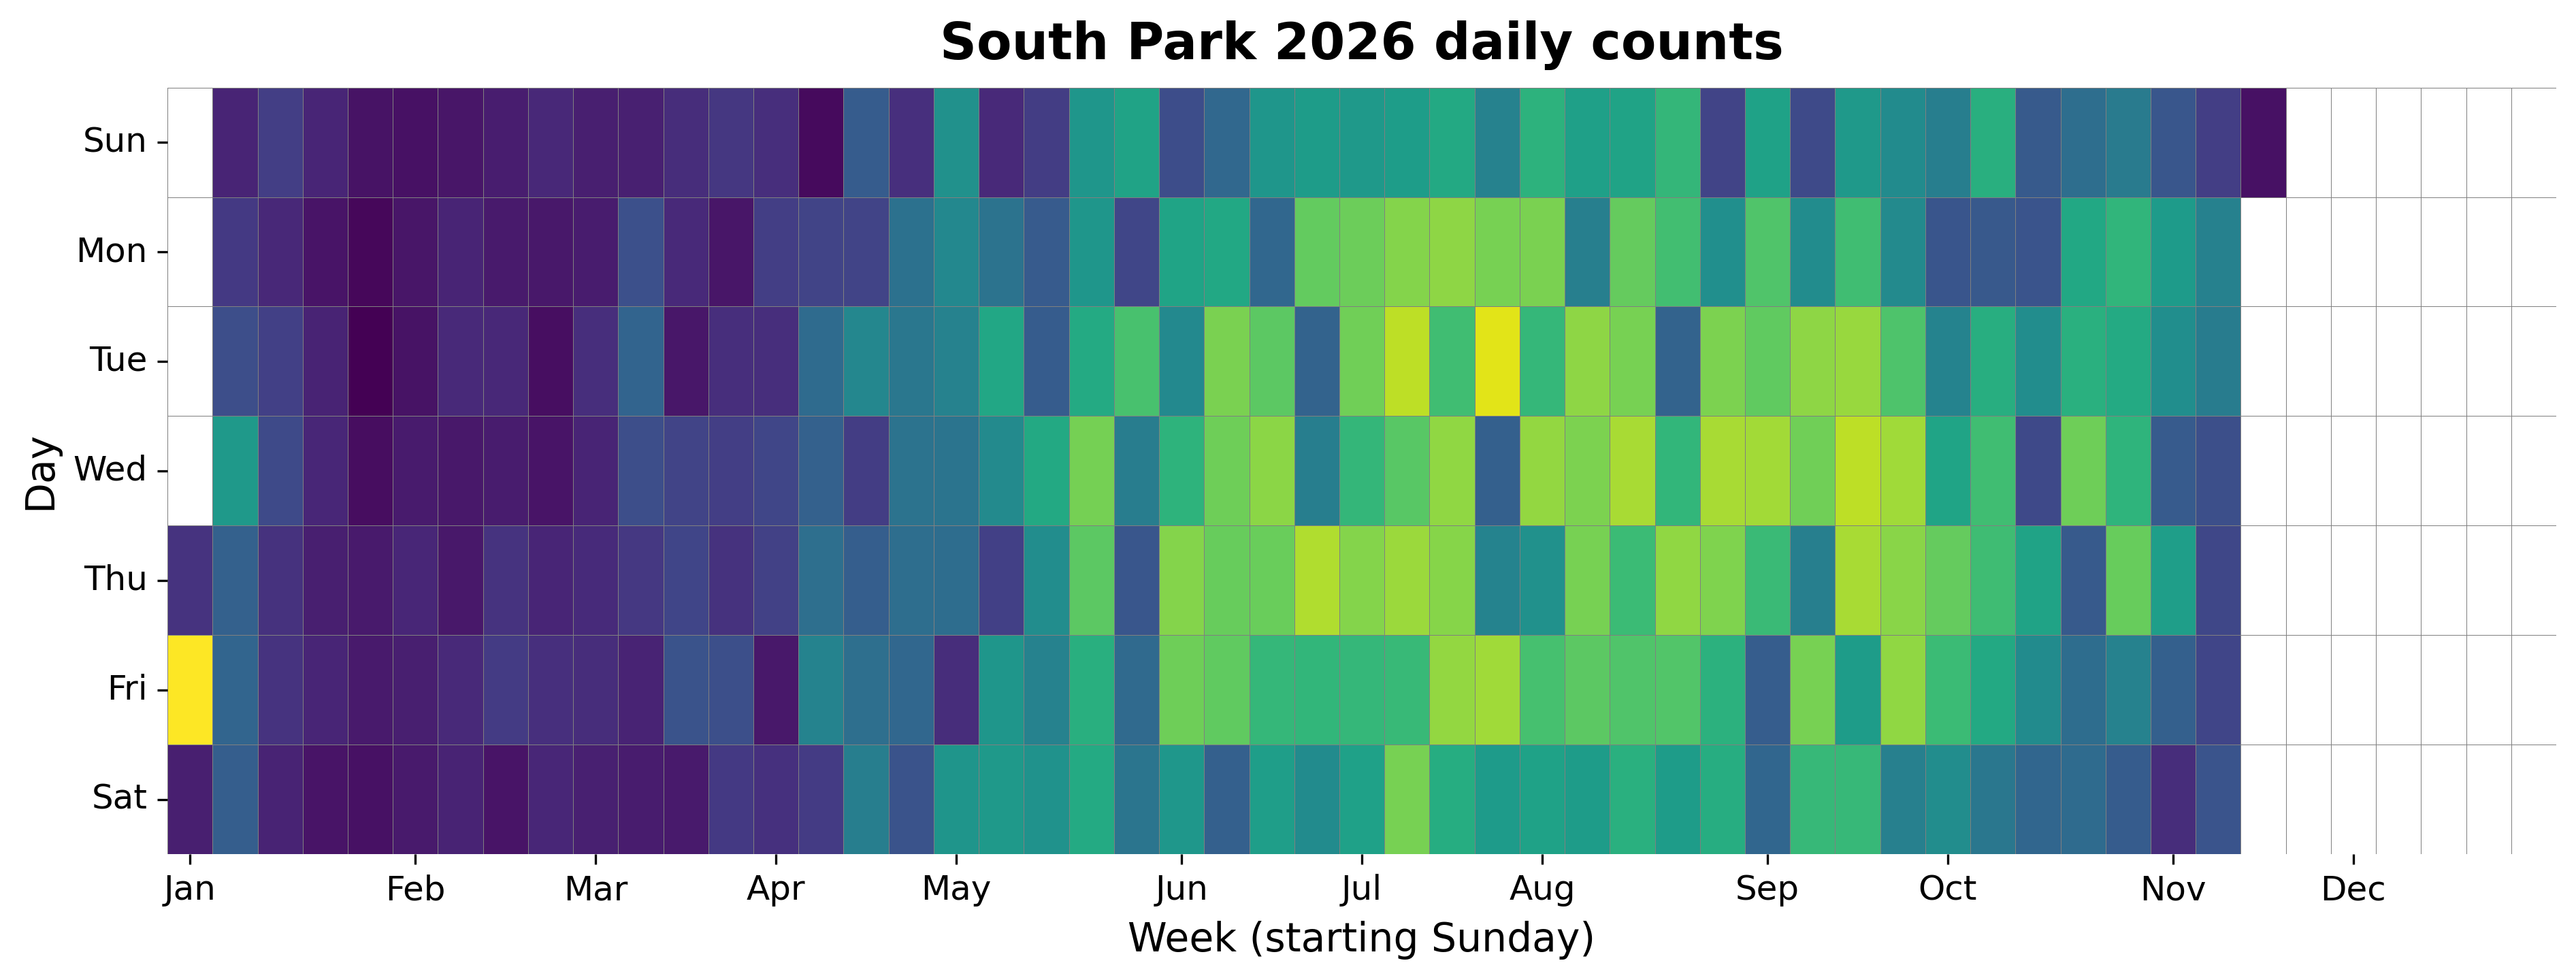 South Park 2026 daily counts
Day
Sun
Mon
Tue
Wed
Thu
Fri
Sat
Jan Feb Mar Apr May Jun Jul Aug Sep Oct Nov Dec
Week (starting Sunday)